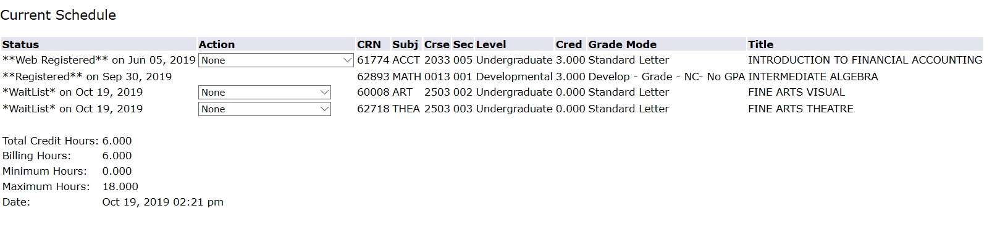 Current Schedule
Status Action CRN Subj Crse Sec Level Cred Grade Mode Title
**Web Registered** on Jun 05, 2019 None 61774 ACCT 2033 005 Undergraduate 3.000 Standard Letter INTRODUCTION TO FINANCIAL ACCOUNTING
**Registered** on Sep 30, 2019 62893 MATH 0013 001 Developmental 3.000 Develop - Grade - NC- No GPA INTERMEDIATE ALGEBRA
*WaitList* on Oct 19, 2019 None 60008 ART 2503 002 Undergraduate 0.000 Standard Letter FINE ARTS VISUAL
*WaitList* on Oct 19, 2019 None 62718 THEA 2503 003 Undergraduate 0.000 Standard Letter FINE ARTS THEATRE
Total Credit Hours: 6.000
Billing Hours: 6.000
Minimum Hours: 0.000
Maximum Hours: 18.000
Date: Oct 19, 2019 02:21 pm